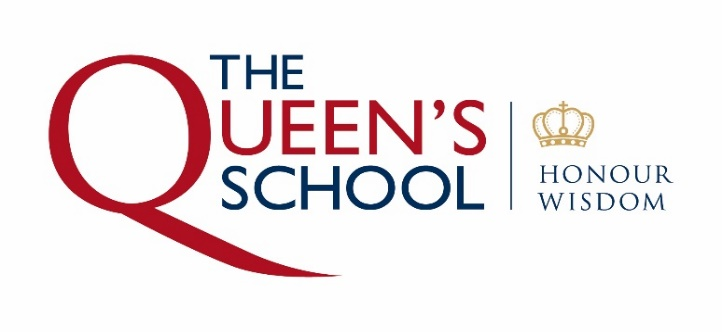 THE
QUEEN'S
SCHOOL
HONOUR
WISDOM